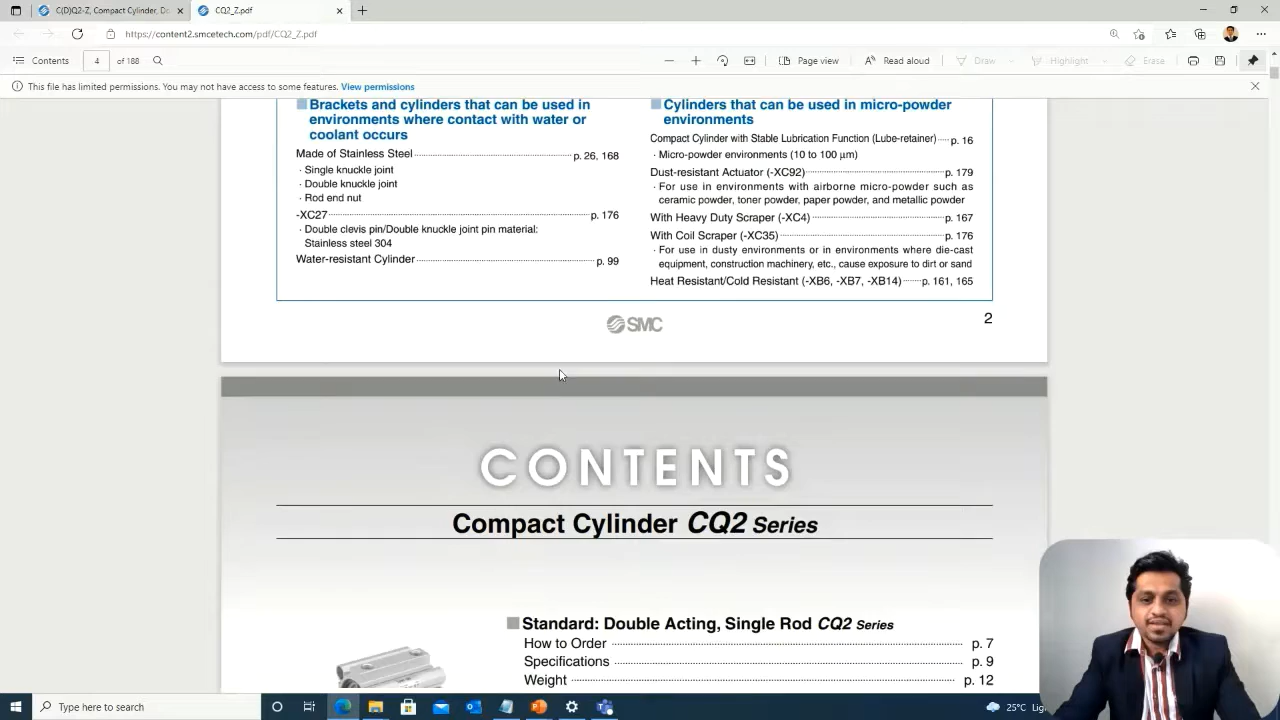 C(D)Q2-Z, Compact Cylinder, Do
CQ2_Z.pdf
https://content2.smcetech.com/pdf/CQ2_Z.pdf
Contents
4
of 188
Page view
Read aloud
Draw
Highlight
Erase
This file has limited permissions. You may not have access to some features. View permissions
Brackets and cylinders that can be used in
environments where contact with water or
coolant occurs
Made of Stainless Steel p. 26, 168
· Single knuckle joint
· Double knuckle joint
· Rod end nut
-XC27 p. 176
· Double clevis pin/Double knuckle joint pin material:
Stainless steel 304
Water-resistant Cylinder p. 99
Cylinders that can be used in micro-powder
environments
Compact Cylinder with Stable Lubrication Function (Lube-retainer) p. 16
· Micro-powder environments (10 to 100 µm)
Dust-resistant Actuator (-XC92) p. 179
· For use in environments with airborne micro-powder such as
ceramic powder, toner powder, paper powder, and metallic powder
With Heavy Duty Scraper (-XC4) p. 167
With Coil Scraper (-XC35) p. 176
· For use in dusty environments or in environments where die-cast
equipment, construction machinery, etc., cause exposure to dirt or sand
Heat Resistant/Cold Resistant (-XB6, -XB7, -XB14) p. 161, 165
SMC
2
CONTENTS
Compact Cylinder CQ2 Series
Standard: Double Acting, Single Rod CQ2 Series
How to Order p. 7
Specifications p. 9
Weight p. 12
Type here to search
25°C Lig